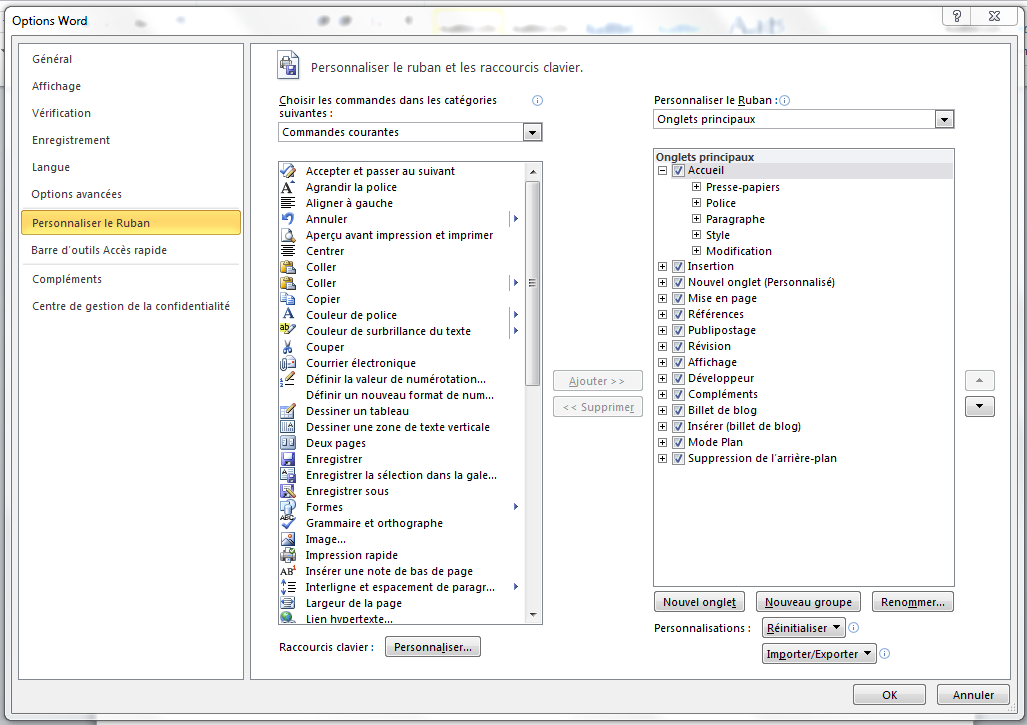 Options Word
Général
Affichage
Vérification
Enregistrement
Langue
Options avancées
Personnaliser le Ruban
Barre d'outils Accès rapide
Compléments
Centre de gestion de la confidentialité
Personnaliser le ruban et les raccourcis clavier.
Choisir les commandes dans les catégories
suivantes :
Commandes courantes
Accepter et passer au suivant
Agrandir la police
Aligner à gauche
Annuler
Aperçu avant impression et imprimer
Centrer
Coller
Coller
Copier
Couleur de police
Couleur de surbrillance du texte
Couper
Courrier électronique
Définir la valeur de numérotation...
Définir un nouveau format de num...
Dessiner un tableau
Dessiner une zone de texte verticale
Deux pages
Enregistrer
Enregistrer la sélection dans la gale...
Enregistrer sous
Formes
Grammaire et orthographe
Image...
Impression rapide
Insérer une note de bas de page
Interligne et espacement de paragr...
Largeur de la page
Lien hypertexte...
Raccourcis clavier :
Personnaliser...
Ajouter >>
<< Supprimer
Personnaliser le Ruban :
Onglets principaux
Onglets principaux
Accueil
Presse-papiers
Police
Paragraphe
Style
Modification
Insertion
Nouvel onglet (Personnalisé)
Mise en page
Références
Publipostage
Révision
Affichage
Développeur
Compléments
Billet de blog
Insérer (billet de blog)
Mode Plan
Suppression de l'arrière-plan
Nouvel onglet
Nouveau groupe
Renommer...
Personnalisations :
Réinitialiser
Importer/Exporter
OK
Annuler